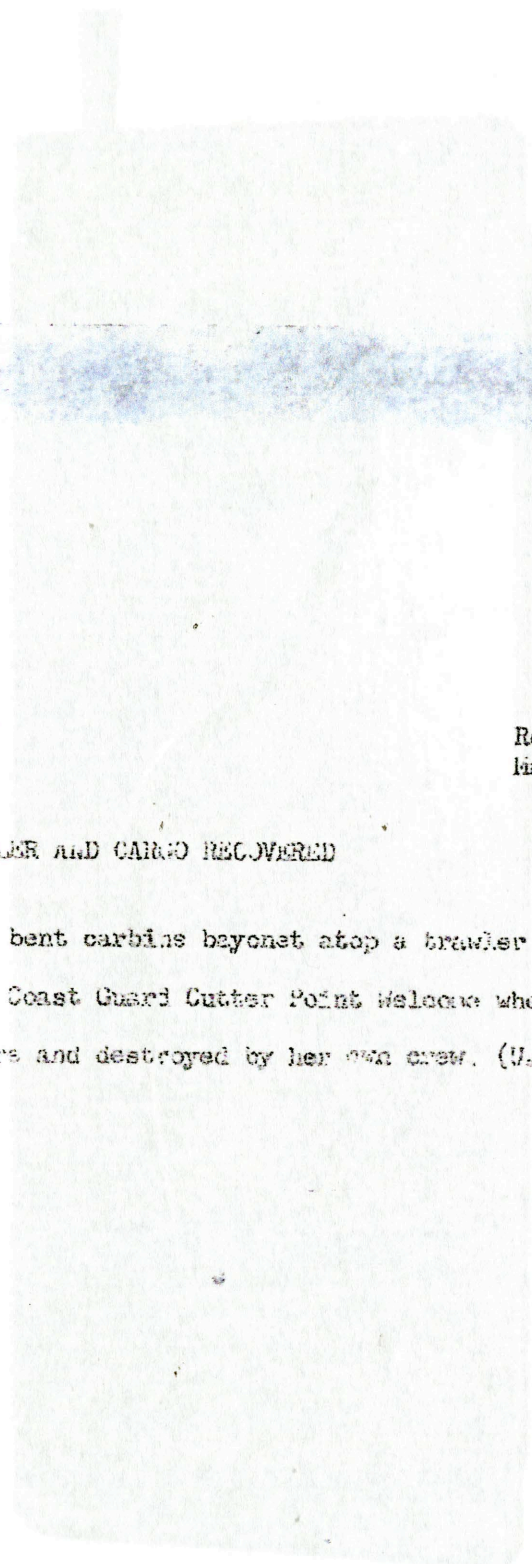 R
LER AND CARGO RECOVERED
bent carbine bayonet atop a trawler
Coast Guard Cutter Point Welcome whe
rs and destroyed by her own crew. (U.